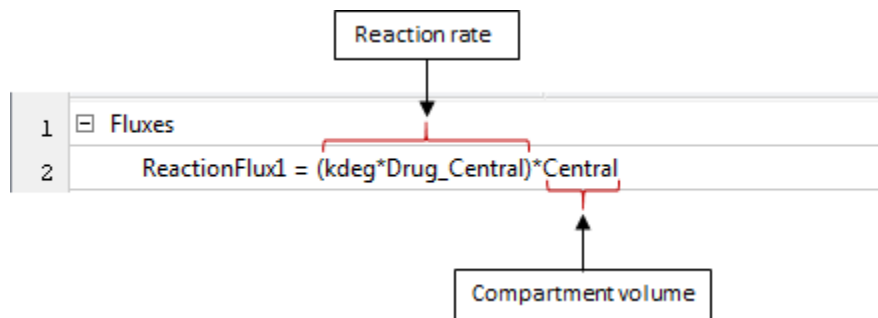 Reaction rate
1 Fluxes
2 ReactionFlux1 = (kdeg*Drug_Central)*Central
Compartment volume